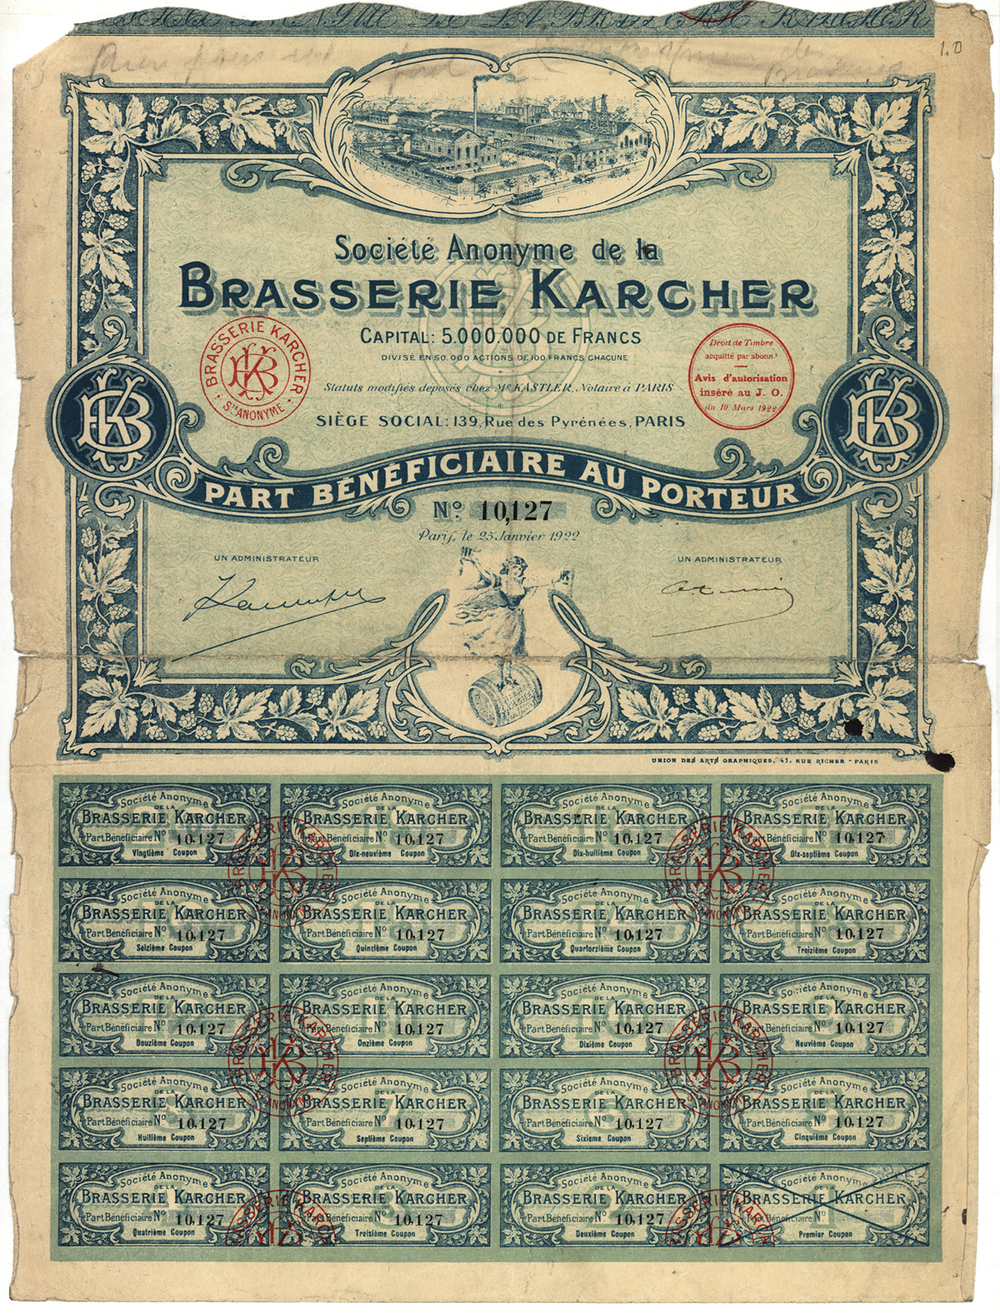 Société Anonyme de la
BRASSERIE KARCHER
CAPITAL: 5.000.000 DE FRANCS
DIVISÉ EN 50.000 ACTIONS DE 100 FRANCS CHACUNE
Statuts modifiés déposés chez Me KASTLER, Notaire à PARIS
SIÈGE SOCIAL: 139, Rue des Pyrénées, PARIS
BRASSERIE KARCHER
KB
Sté ANONYME
Droit de Timbre
acquitté par abonnt
Avis d'autorisation
inséré au J. O.
du 10 Mars 1922
KB
KB
PART BÉNÉFICIAIRE AU PORTEUR
No 10,127
Paris, le 25 Janvier 1922
UN ADMINISTRATEUR
UN ADMINISTRATEUR
UNION DES ARTS GRAPHIQUES, 41, RUE RICHER - PARIS
Société Anonyme
DE LA
BRASSERIE KARCHER
Part Bénéficiaire No 10,127
Vingtième Coupon
Société Anonyme
DE LA
BRASSERIE KARCHER
Part Bénéficiaire No 10,127
Dix-neuvième Coupon
Société Anonyme
DE LA
BRASSERIE KARCHER
Part Bénéficiaire No 10,127
Dix-huitième Coupon
Société Anonyme
DE LA
BRASSERIE KARCHER
Part Bénéficiaire No 10,127
Dix-septième Coupon
Société Anonyme
DE LA
BRASSERIE KARCHER
Part Bénéficiaire No 10,127
Seizième Coupon
Société Anonyme
DE LA
BRASSERIE KARCHER
Part Bénéficiaire No 10,127
Quinzième Coupon
Société Anonyme
DE LA
BRASSERIE KARCHER
Part Bénéficiaire No 10,127
Quartorzième Coupon
Société Anonyme
DE LA
BRASSERIE KARCHER
Part Bénéficiaire No 10,127
Treizième Coupon
Société Anonyme
DE LA
BRASSERIE KARCHER
Part Bénéficiaire No 10,127
Douzième Coupon
Société Anonyme
DE LA
BRASSERIE KARCHER
Part Bénéficiaire No 10,127
Onzième Coupon
Société Anonyme
DE LA
BRASSERIE KARCHER
Part Bénéficiaire No 10,127
Dixième Coupon
Société Anonyme
DE LA
BRASSERIE KARCHER
Part Bénéficiaire No 10,127
Neuvième Coupon
Société Anonyme
DE LA
BRASSERIE KARCHER
Part Bénéficiaire No 10,127
Huitième Coupon
Société Anonyme
DE LA
BRASSERIE KARCHER
Part Bénéficiaire No 10,127
Septième Coupon
Société Anonyme
DE LA
BRASSERIE KARCHER
Part Bénéficiaire No 10,127
Sixième Coupon
Société Anonyme
DE LA
BRASSERIE KARCHER
Part Bénéficiaire No 10,127
Cinquième Coupon
Société Anonyme
DE LA
BRASSERIE KARCHER
Part Bénéficiaire No 10,127
Quatrième Coupon
Société Anonyme
DE LA
BRASSERIE KARCHER
Part Bénéficiaire No 10,127
Troisième Coupon
Société Anonyme
DE LA
BRASSERIE KARCHER
Part Bénéficiaire No 10,127
Deuxième Coupon
Société Anonyme
DE LA
BRASSERIE KARCHER
Part Bénéficiaire No 10,127
Premier Coupon